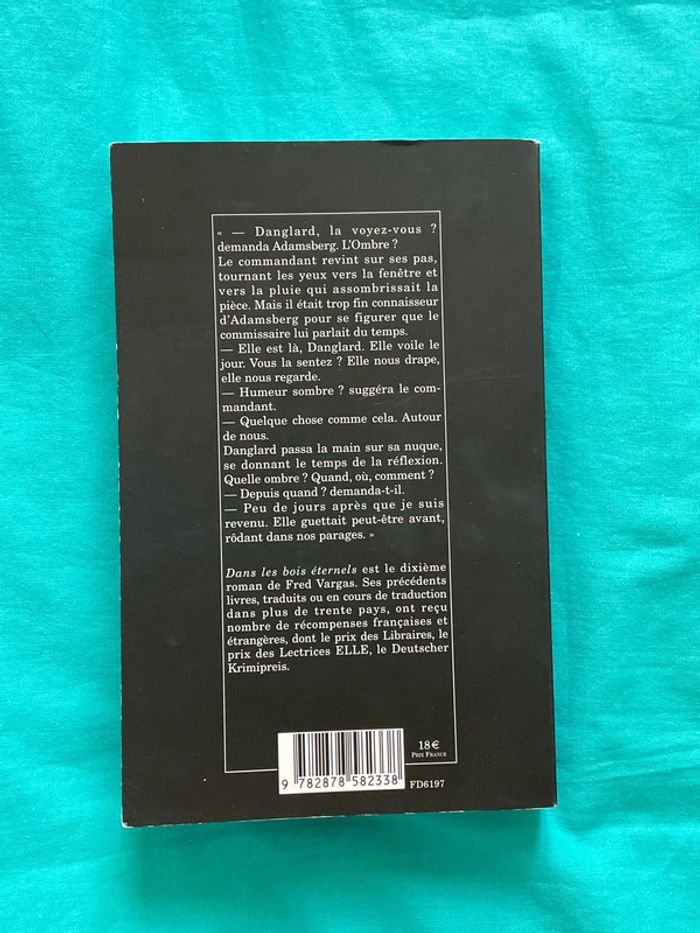 « — Danglard, la voyez-vous ?
demanda Adamsberg. L'Ombre ?
Le commandant revint sur ses pas,
tournant les yeux vers la fenêtre et
vers la pluie qui assombrissait la
pièce. Mais il était trop fin connaisseur
d'Adamsberg pour se figurer que le
commissaire lui parlait du temps.
— Elle est là, Danglard. Elle voile le
jour. Vous la sentez ? Elle nous drape,
elle nous regarde.
— Humeur sombre ? suggéra le com-
mandant.
— Quelque chose comme cela. Autour
de nous.
Danglard passa la main sur sa nuque,
se donnant le temps de la réflexion.
Quelle ombre ? Quand, où, comment ?
— Depuis quand ? demanda-t-il.
— Peu de jours après que je suis
revenu. Elle guettait peut-être avant,
rôdant dans nos parages. »
Dans les bois éternels est le dixième
roman de Fred Vargas. Ses précédents
livres, traduits ou en cours de traduction
dans plus de trente pays, ont reçu
nombre de récompenses françaises et
étrangères, dont le prix des Libraires, le
prix des Lectrices ELLE, le Deutscher
Krimipreis.
18 €
PRIX FRANCE
9 782878 582338
FD6197